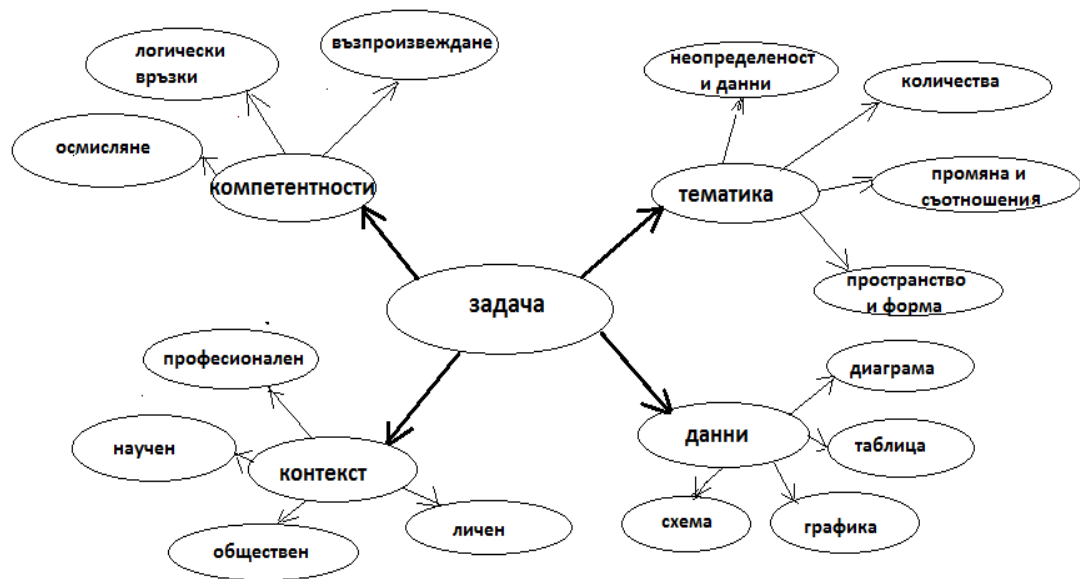 логически
връзки
възпроизвеждане
осмисляне
компетентности
неопределеност
и данни
количества
тематика
промяна и
съотношения
пространство
и форма
задача
професионален
научен
контекст
обществен
личен
диаграма
данни
таблица
схема
графика